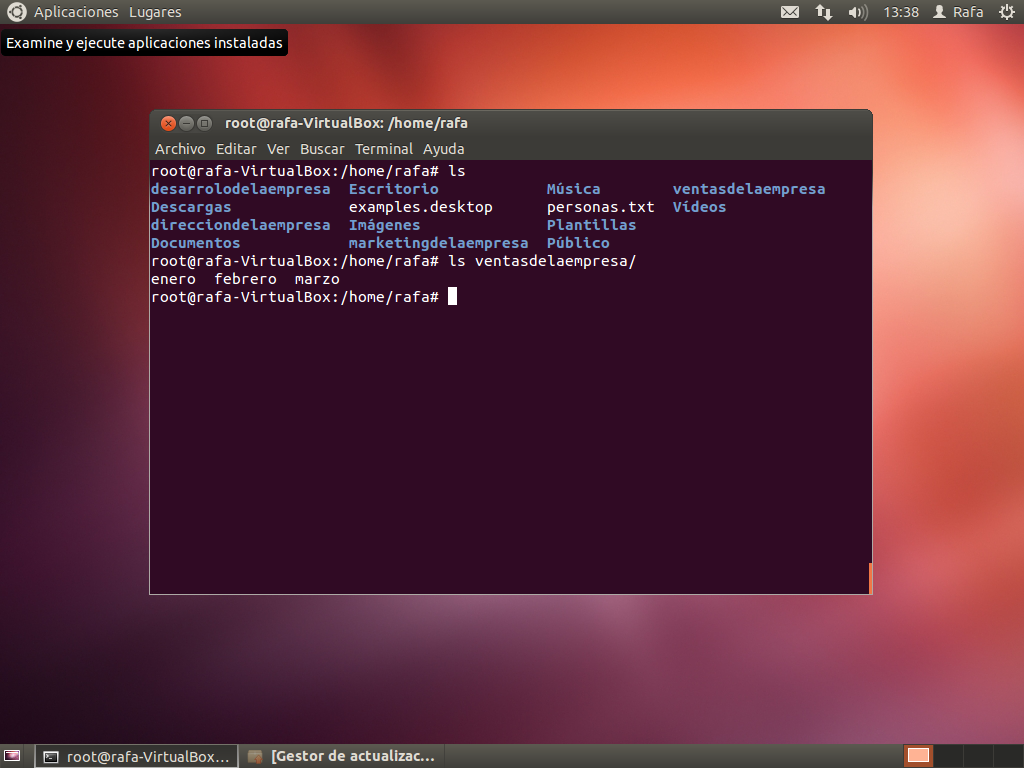 Aplicaciones Lugares 13:38 Rafa
Examine y ejecute aplicaciones instaladas
root@rafa-VirtualBox: /home/rafa
Archivo Editar Ver Buscar Terminal Ayuda
root@rafa-VirtualBox:/home/rafa# ls
desarrolodelaempresa Escritorio Música ventasdelaempresa
Descargas examples.desktop personas.txt Vídeos
direcciondelaempresa Imágenes Plantillas
Documentos marketingdelaempresa Público
root@rafa-VirtualBox:/home/rafa# ls ventasdelaempresa/
enero febrero marzo
root@rafa-VirtualBox:/home/rafa#
root@rafa-VirtualBox... [Gestor de actualizac...